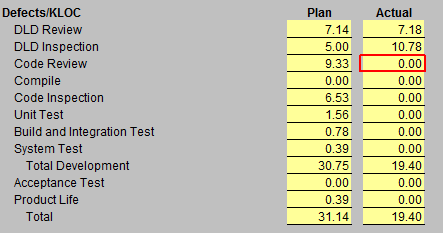 Defects/KLOC Plan Actual
DLD Review 7.14 7.18
DLD Inspection 5.00 10.78
Code Review 9.33 0.00
Compile 0.00 0.00
Code Inspection 6.53 0.00
Unit Test 1.56 0.00
Build and Integration Test 0.78 0.00
System Test 0.39 0.00
Total Development 30.75 19.40
Acceptance Test 0.00 0.00
Product Life 0.39 0.00
Total 31.14 19.40